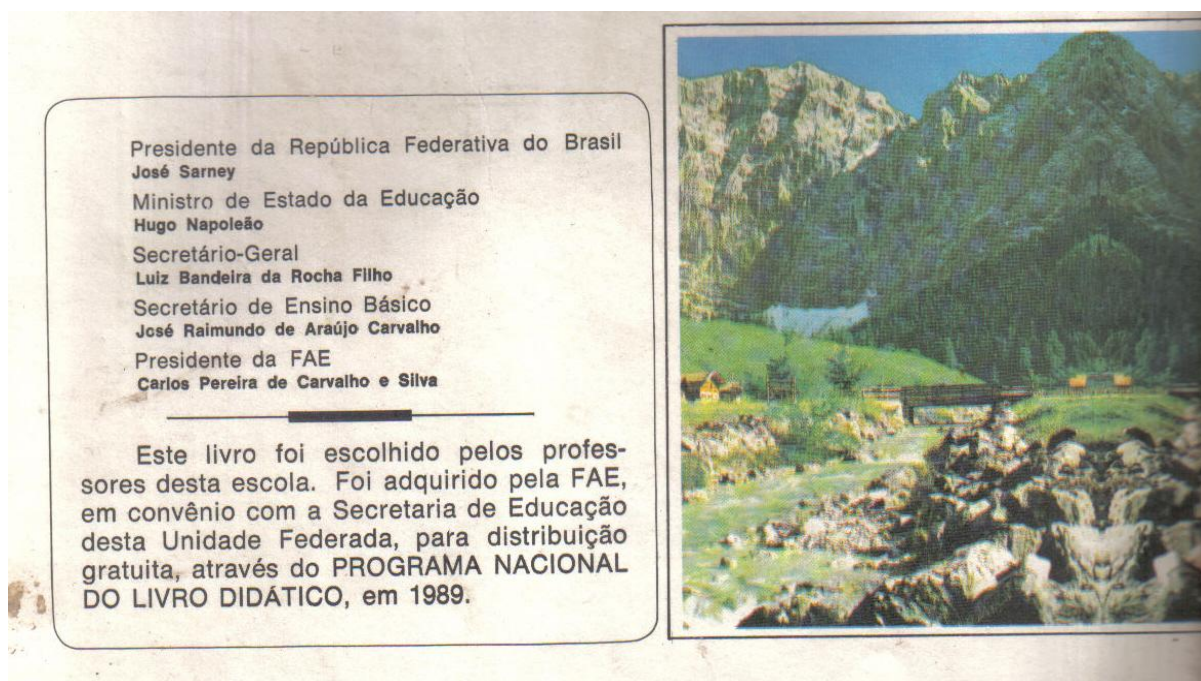 Presidente da República Federativa do Brasil
José Sarney
Ministro de Estado da Educação
Hugo Napoleão
Secretário-Geral
Luiz Bandeira da Rocha Filho
Secretário de Ensino Básico
José Raimundo de Araújo Carvalho
Presidente da FAE
Carlos Pereira de Carvalho e Silva
Este livro foi escolhido pelos profes-
sores desta escola. Foi adquirido pela FAE,
em convênio com a Secretaria de Educação
desta Unidade Federada, para distribuição
gratuita, através do PROGRAMA NACIONAL
DO LIVRO DIDÁTICO, em 1989.